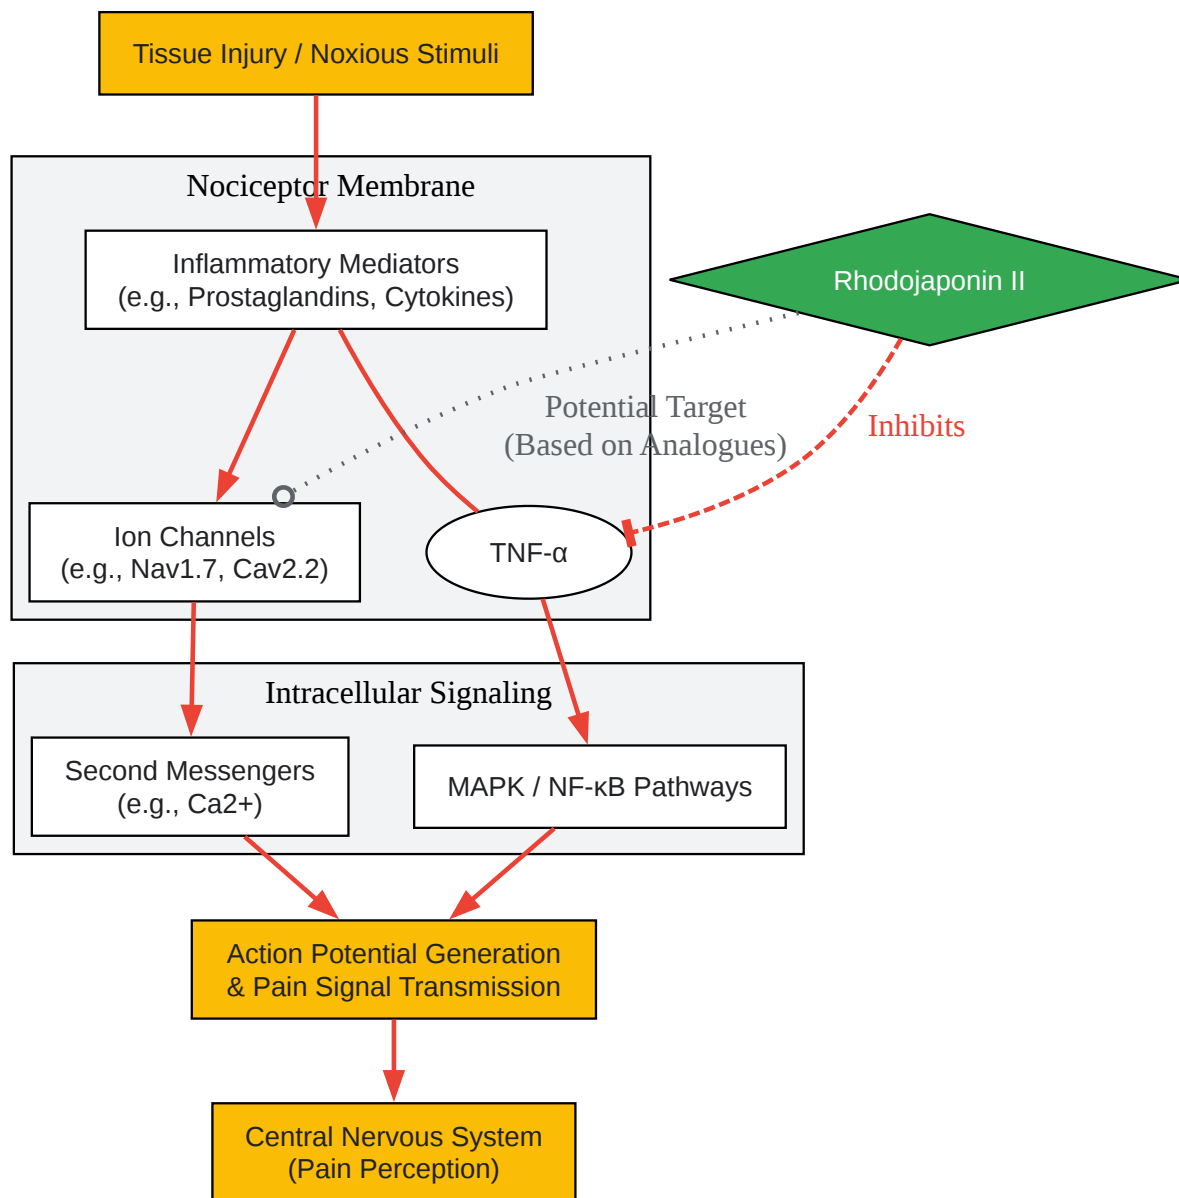 Tissue Injury / Noxious Stimuli
Nociceptor Membrane
Inflammatory Mediators
(e.g., Prostaglandins, Cytokines)
Rhodojaponin II
Potential Target
(Based on Analogues)
Inhibits
Ion Channels
(e.g., Nav1.7, Cav2.2)
TNF-α
Intracellular Signaling
Second Messengers
(e.g., Ca2+)
MAPK / NF-κB Pathways
Action Potential Generation
& Pain Signal Transmission
Central Nervous System
(Pain Perception)